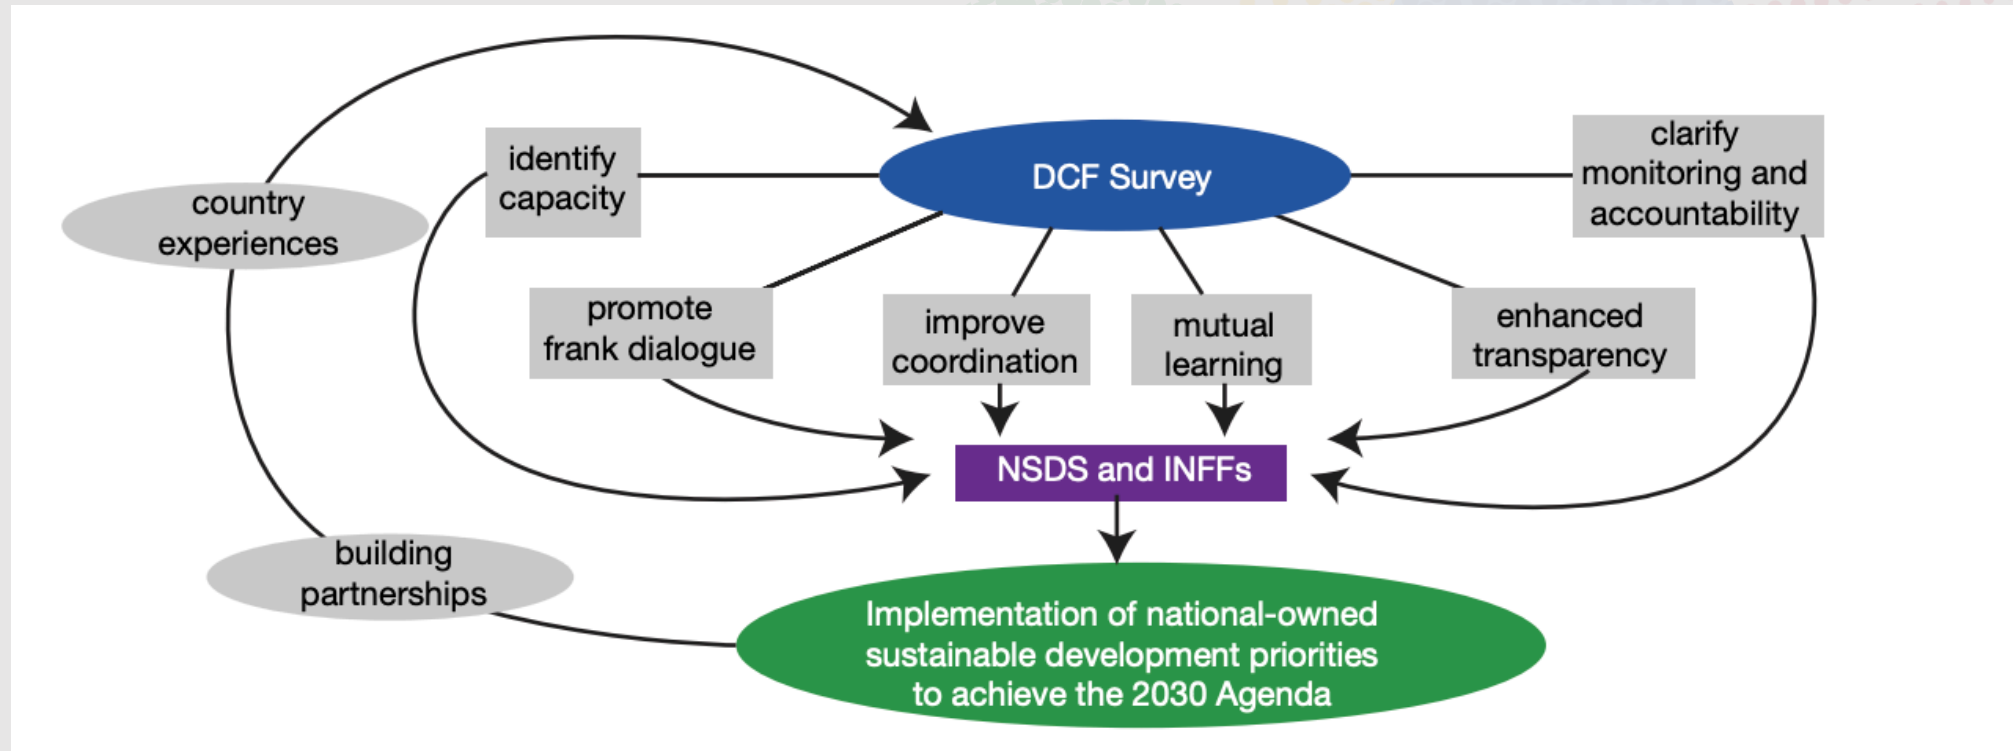 DCF Survey
identify
capacity
clarify
monitoring and
accountability
country
experiences
promote
frank dialogue
improve
coordination
mutual
learning
enhanced
transparency
NSDS and INFFs
building
partnerships
Implementation of national-owned
sustainable development priorities
to achieve the 2030 Agenda